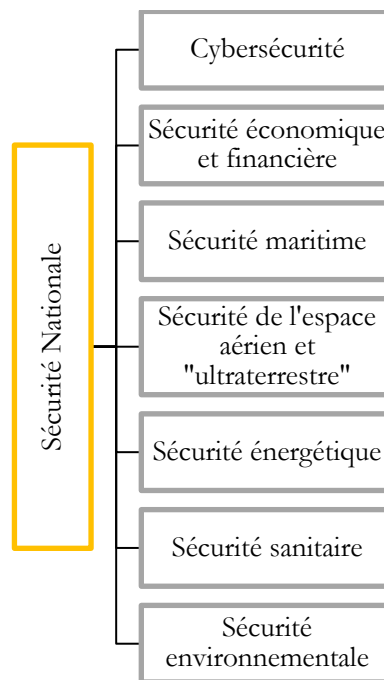 Sécurité Nationale
Cybersécurité
Sécurité économique
et financière
Sécurité maritime
Sécurité de l'espace
aérien et
"ultraterrestre"
Sécurité énergétique
Sécurité sanitaire
Sécurité
environnementale